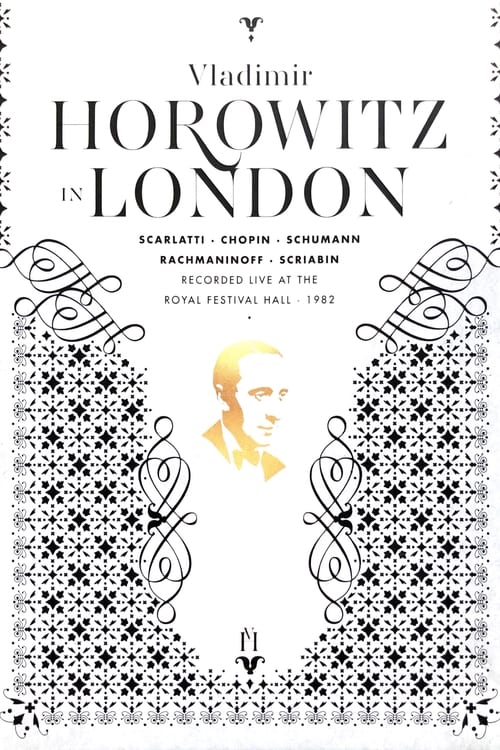 Vladimir
HOROWITZ
IN LONDON
SCARLATTI · CHOPIN · SCHUMANN
RACHMANINOFF · SCRIABIN
RECORDED LIVE AT THE
ROYAL FESTIVAL HALL · 1982